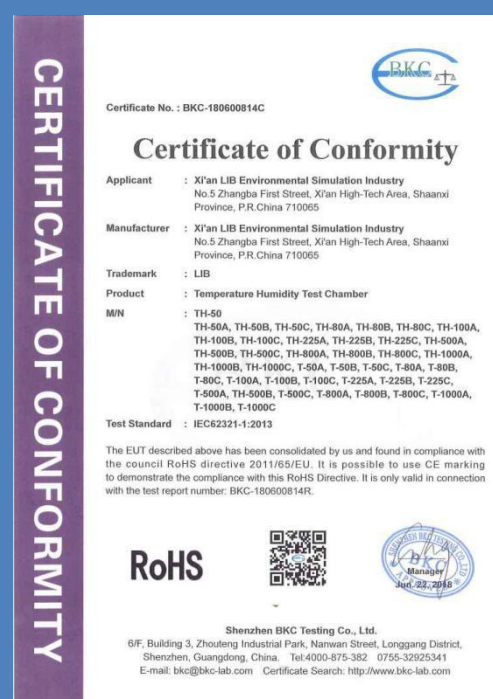 CERTIFICATE OF CONFORMITY
BKC
Certificate No. : BKC-180600814C
Certificate of Conformity
Applicant : Xi'an LIB Environmental Simulation Industry
No.5 Zhangba First Street, Xi'an High-Tech Area, Shaanxi
Province, P.R.China 710065
Manufacturer : Xi'an LIB Environmental Simulation Industry
No.5 Zhangba First Street, Xi'an High-Tech Area, Shaanxi
Province, P.R.China 710065
Trademark : LIB
Product : Temperature Humidity Test Chamber
M/N : TH-50
TH-50A, TH-50B, TH-50C, TH-80A, TH-80B, TH-80C, TH-100A,
TH-100B, TH-100C, TH-225A, TH-225B, TH-225C, TH-500A,
TH-500B, TH-500C, TH-800A, TH-800B, TH-800C, TH-1000A,
TH-1000B, TH-1000C, T-50A, T-50B, T-50C, T-80A, T-80B,
T-80C, T-100A, T-100B, T-100C, T-225A, T-225B, T-225C,
T-500A, TH-500B, T-500C, T-800A, T-800B, T-800C, T-1000A,
T-1000B, T-1000C
Test Standard : IEC62321-1:2013
The EUT described above has been consolidated by us and found in compliance with
the council RoHS directive 2011/65/EU. It is possible to use CE marking
to demonstrate the compliance with this RoHS Directive. It is only valid in connection
with the test report number: BKC-180600814R.
RoHS
SHENZHEN BKC TESTING CO., LTD
BKC
Manager
Jun. 22, 2018
Shenzhen BKC Testing Co., Ltd.
6/F, Building 3, Zhouteng Industrial Park, Nanwan Street, Longgang District,
Shenzhen, Guangdong, China. Tel:4000-875-382 0755-32925341
E-mail: bkc@bkc-lab.com Certificate Search: http://www.bkc-lab.com